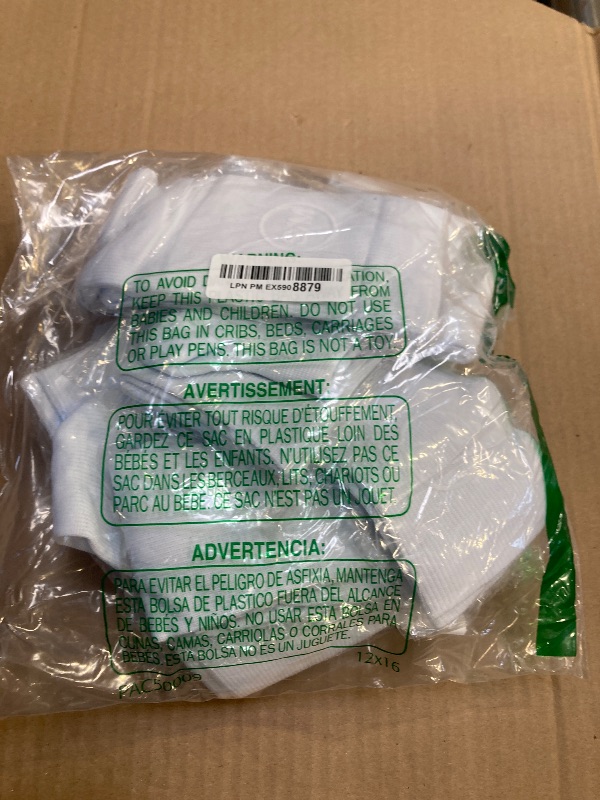 LPN PM EX5908879
TO AVOID
KEEP THIS FROM
BABIES AND CHILDREN. DO NOT USE
THIS BAG IN CRIBS, BEDS, CARRIAGES
OR PLAY PENS. THIS BAG IS NOT A TOY.
AVERTISSEMENT:
POUR ÉVITER TOUT RISQUE D'ÉTOUFFEMENT,
GARDEZ CE SAC EN PLASTIQUE LOIN DES
BÉBÉS ET LES ENFANTS. N'UTILISEZ PAS CE
SAC DANS LES BERCEAUX, LITS, CHARIOTS OU
PARC AU BEBE. CE SAC N'EST PAS UN JOUET.
ADVERTENCIA:
PARA EVITAR EL PELIGRO DE ASFIXIA, MANTENGA
ESTA BOLSA DE PLASTICO FUERA DEL ALCANCE
DE BEBÉS Y NIÑOS. NO USAR ESTA BOLSA EN
CUNAS, CAMAS, CARRIOLAS O CORRALES PARA
BEBÉS. ESTA BOLSA NO ES UN JUGUETE.
PAC50009 12X16